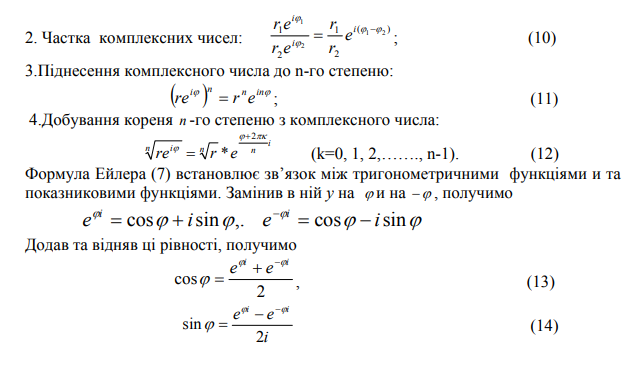 2. Частка комплексних чисел: $\frac{r_1 e^{i\varphi_1}}{r_2 e^{i\varphi_2}} = \frac{r_1}{r_2} e^{i(\varphi_1-\varphi_2)}$; (10)
3.Піднесення комплексного числа до n-го степеню:
$\left(re^{i\varphi}\right)^n = r^n e^{in\varphi}$; (11)
4.Добування кореня n -го степеню з комплексного числа:
$\sqrt[n]{re^{i\varphi}} = \sqrt[n]{r} * e^{\frac{\varphi+2\pi\kappa}{n}i}$ (k=0, 1, 2,……., n-1). (12)
Формула Ейлера (7) встановлює зв’язок між тригонометричними функціями и та
показниковими функціями. Замінив в ній y на φ и на −φ , получимо
$e^{\varphi i} = \cos\varphi + i\sin\varphi,.\ e^{-\varphi i} = \cos\varphi - i\sin\varphi$
Додав та відняв ці рівності, получимо
$\cos\varphi = \frac{e^{\varphi i} + e^{-\varphi i}}{2}$, (13)
$\sin\varphi = \frac{e^{\varphi i} - e^{-\varphi i}}{2i}$ (14)